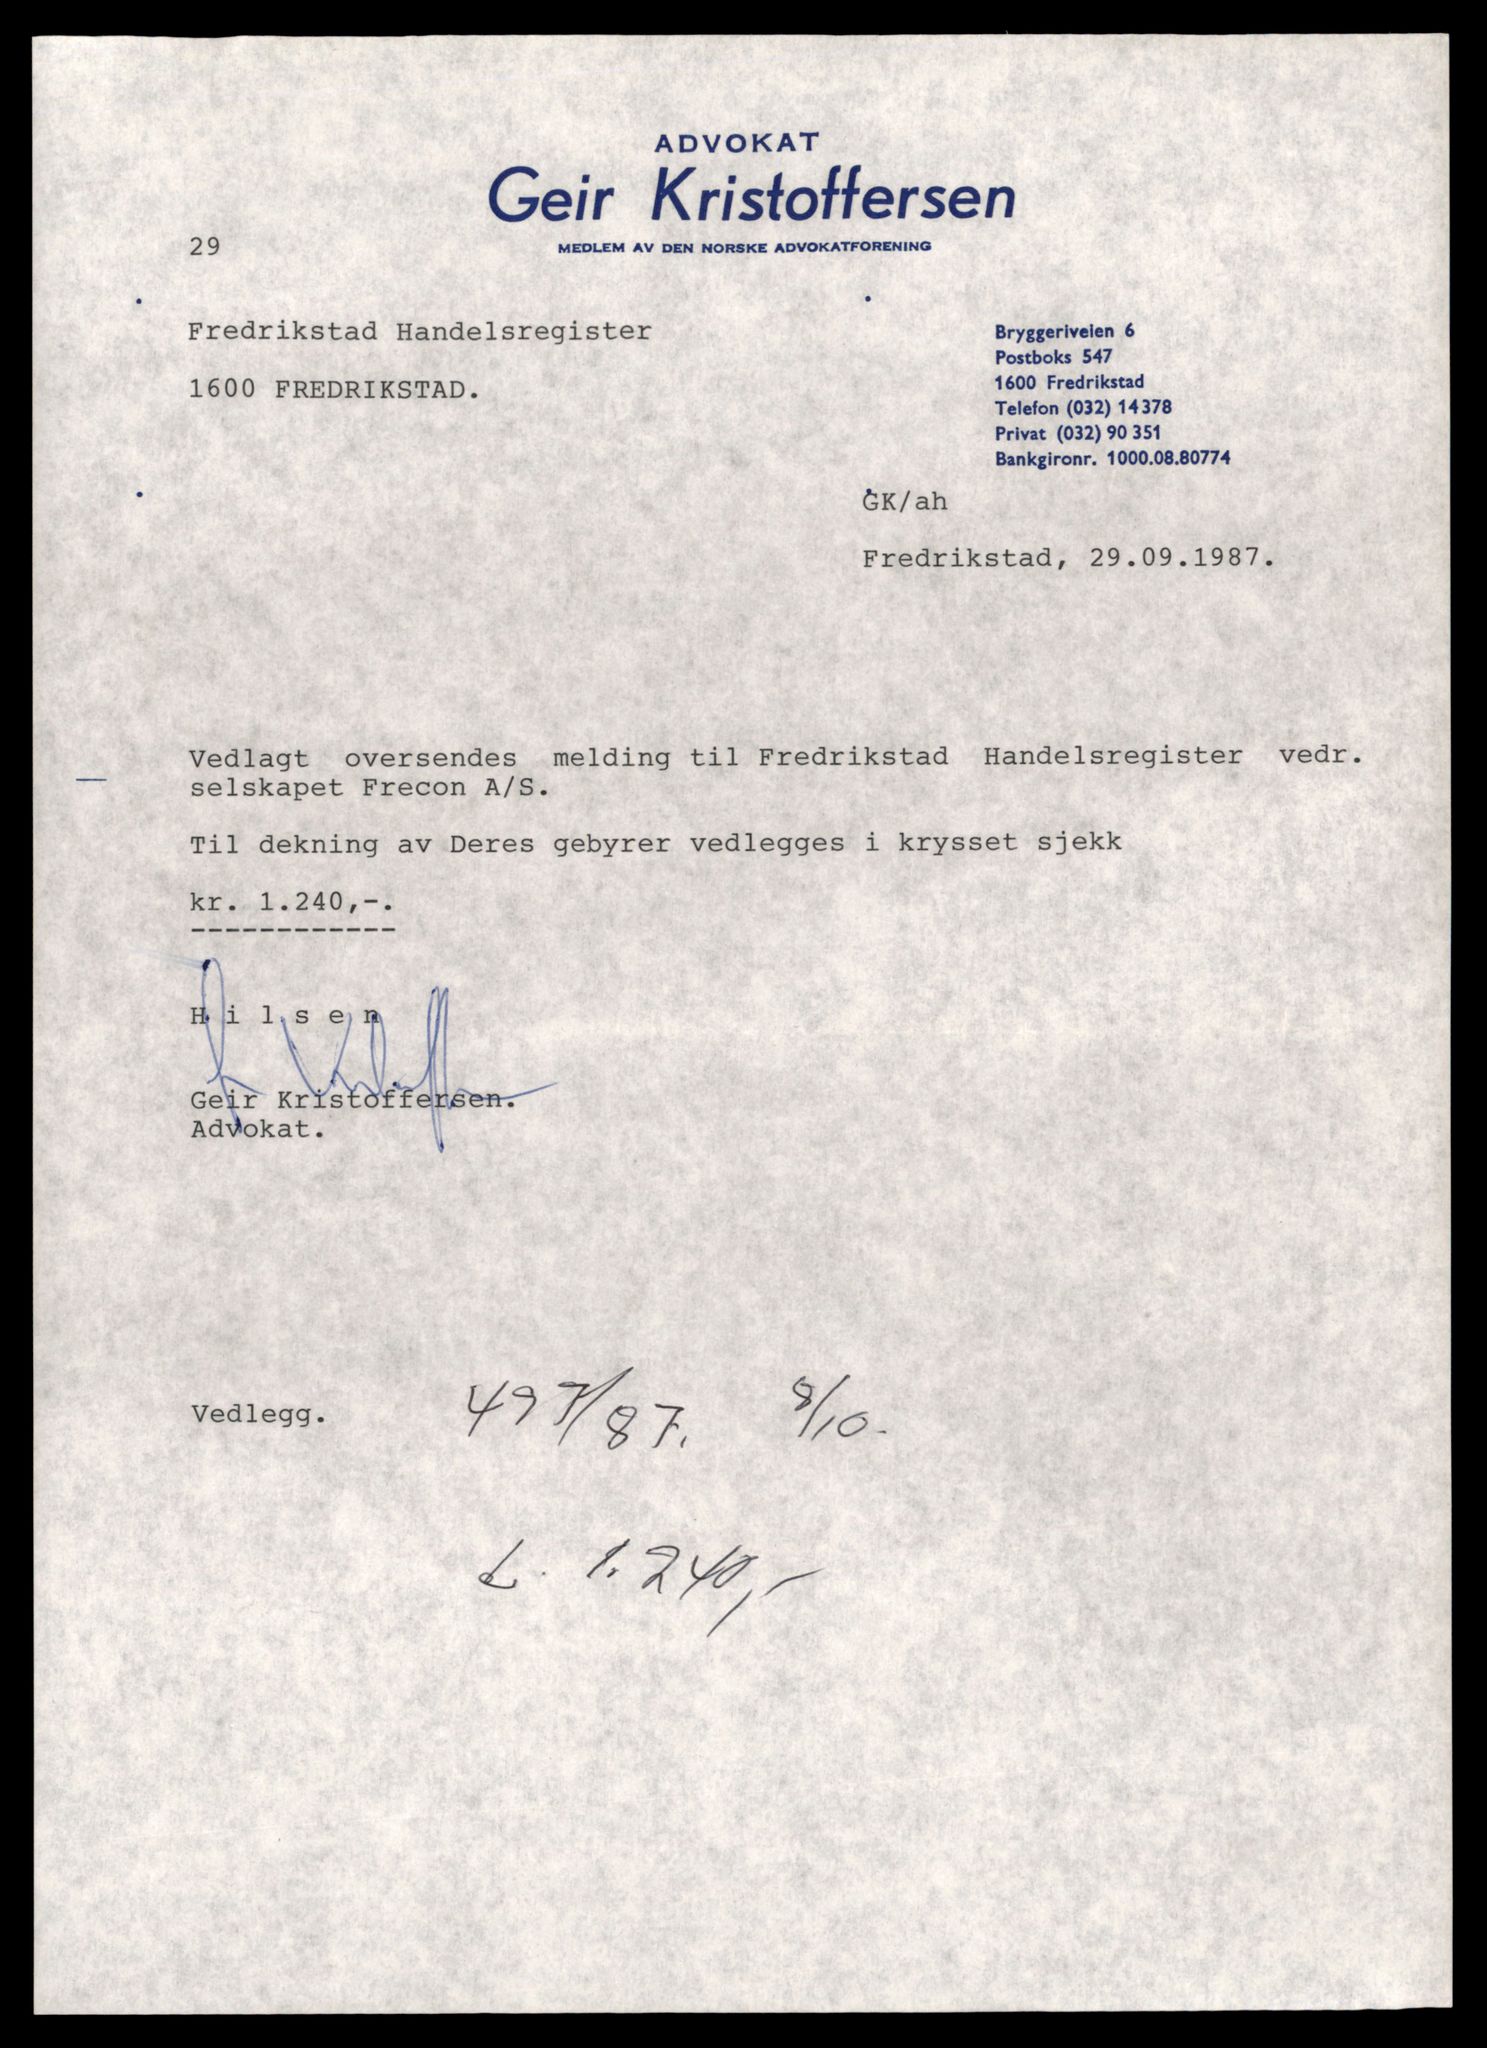 ADVOKAT
Geir Kristoffersen
MEDLEM AV DEN NORSKE ADVOKATFORENING
29
Fredrikstad Handelsregister
1600 FREDRIKSTAD.
Bryggeriveien 6
Postboks 547
1600 Fredrikstad
Telefon (032) 14378
Privat (032) 90 351
Bankgironr. 1000.08.80774
GK/ah
Fredrikstad, 29.09.1987.
Vedlagt oversendes melding til Fredrikstad Handelsregister vedr.
selskapet Frecon A/S.
Til dekning av Deres gebyrer vedlegges i krysset sjekk
kr. 1.240,-.
H i l s e n
Geir Kristoffersen.
Advokat.
Vedlegg. 497/87. 8/10.
1.240,-